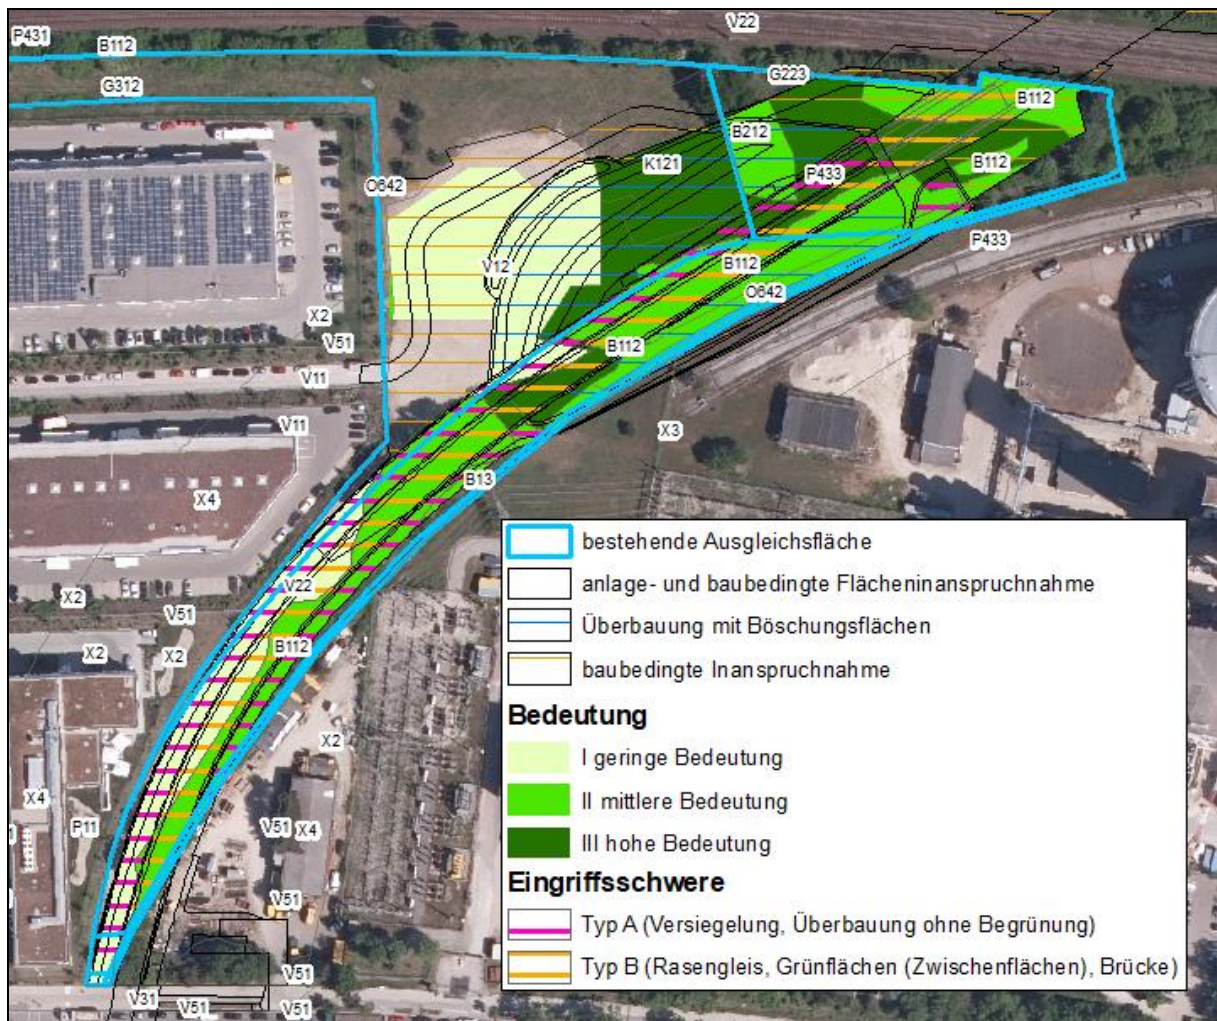 V22
P431
B112
G312
G223
B112
B212
K121
B112
P433
O642
P433
V12
B112
O642
X2
V51
B112
V11
V11
X3
B13
X4
V22
X2
V51
X2
X2
B112
X2
X4
P11
V51
X4
V51
V51
V31
V51
V51
bestehende Ausgleichsfläche
anlage- und baubedingte Flächeninanspruchnahme
Überbauung mit Böschungsflächen
baubedingte Inanspruchnahme
Bedeutung
I geringe Bedeutung
II mittlere Bedeutung
III hohe Bedeutung
Eingriffsschwere
Typ A (Versiegelung, Überbauung ohne Begrünung)
Typ B (Rasengleis, Grünflächen (Zwischenflächen), Brücke)